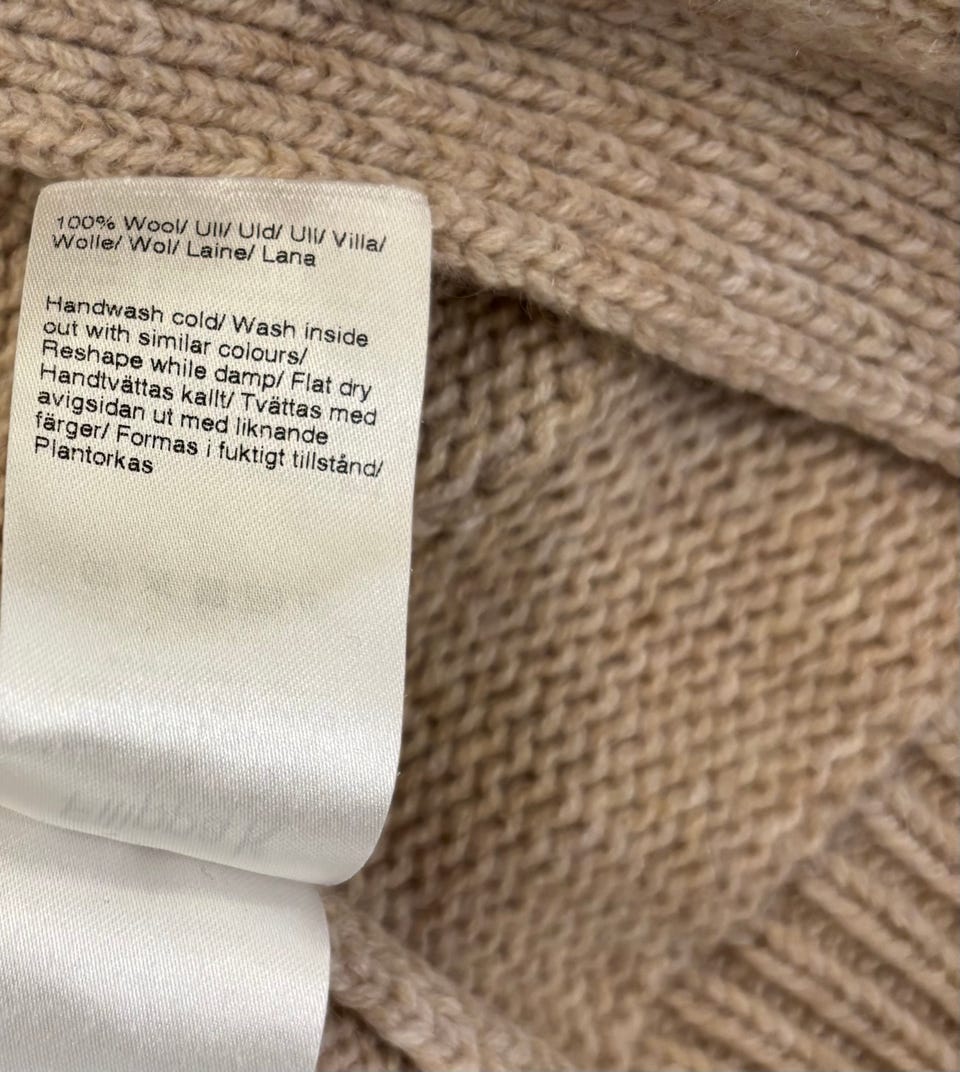 100% Wool/ Ull/ Uld/ Ull/ Villa/
Wolle/ Wol/ Laine/ Lana
Handwash cold/ Wash inside
out with similar colours/
Reshape while damp/ Flat dry
Handtvättas kallt/ Tvättas med
avigsidan ut med liknande
färger/ Formas i fuktigt tillstånd/
Plantorkas